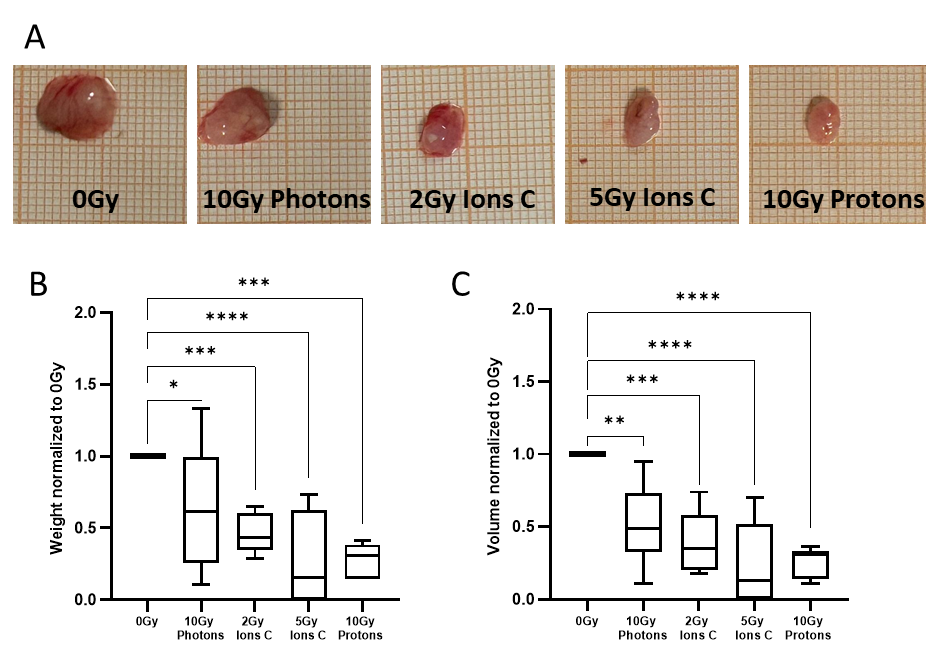 A
0Gy
10Gy Photons
2Gy Ions C
5Gy Ions C
10Gy Protons
B
Weight normalized to 0Gy
2.0
1.5
1.0
0.5
0.0
***
****
***
*
0Gy
10Gy Photons
2Gy Ions C
5Gy Ions C
10Gy Protons
C
Volume normalized to 0Gy
2.0
1.5
1.0
0.5
0.0
****
****
***
**
0Gy
10Gy Photons
2Gy Ions C
5Gy Ions C
10Gy Protons